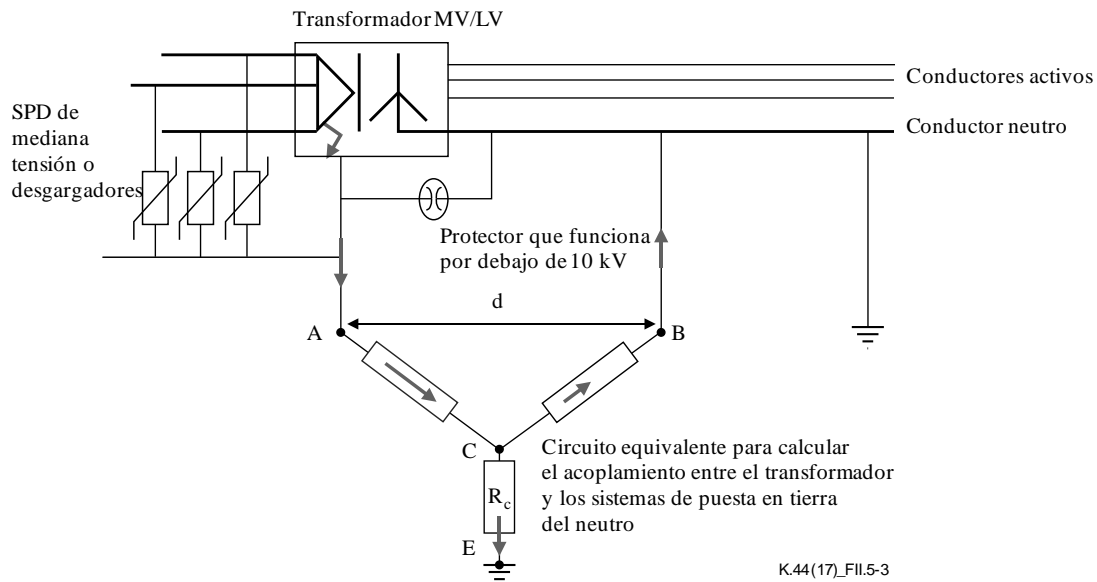 Transformador MV/LV
SPD de
mediana
tensión o
desgargadores
Conductores activos
Conductor neutro
Protector que funciona
por debajo de 10 kV
d
A
B
C
Circuito equivalente para calcular
el acoplamiento entre el transformador
y los sistemas de puesta en tierra
del neutro
Rc
E
K.44(17)_FII.5-3